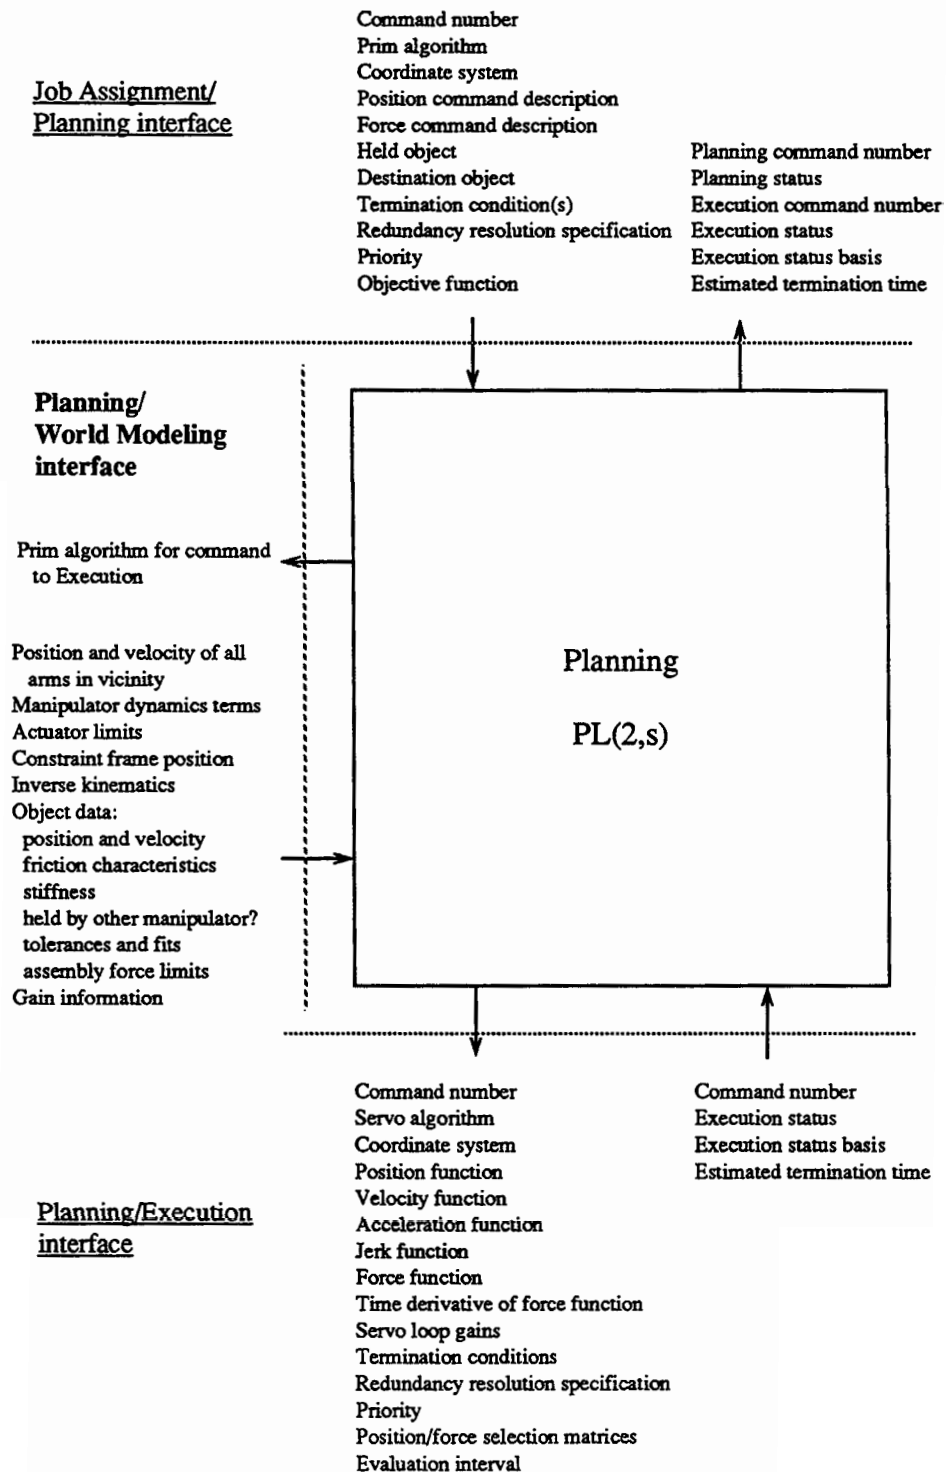 Command number
Prim algorithm
Coordinate system
Position command description
Force command description
Held object
Destination object
Termination condition(s)
Redundancy resolution specification
Priority
Objective function
Job Assignment/
Planning interface
Planning command number
Planning status
Execution command number
Execution status
Execution status basis
Estimated termination time
Planning/
World Modeling
interface
Prim algorithm for command
to Execution
Position and velocity of all
arms in vicinity
Manipulator dynamics terms
Actuator limits
Constraint frame position
Inverse kinematics
Object data:
position and velocity
friction characteristics
stiffness
held by other manipulator?
tolerances and fits
assembly force limits
Gain information
Planning
PL(2,s)
Command number
Servo algorithm
Coordinate system
Position function
Velocity function
Acceleration function
Jerk function
Force function
Time derivative of force function
Servo loop gains
Termination conditions
Redundancy resolution specification
Priority
Position/force selection matrices
Evaluation interval
Command number
Execution status
Execution status basis
Estimated termination time
Planning/Execution
interface